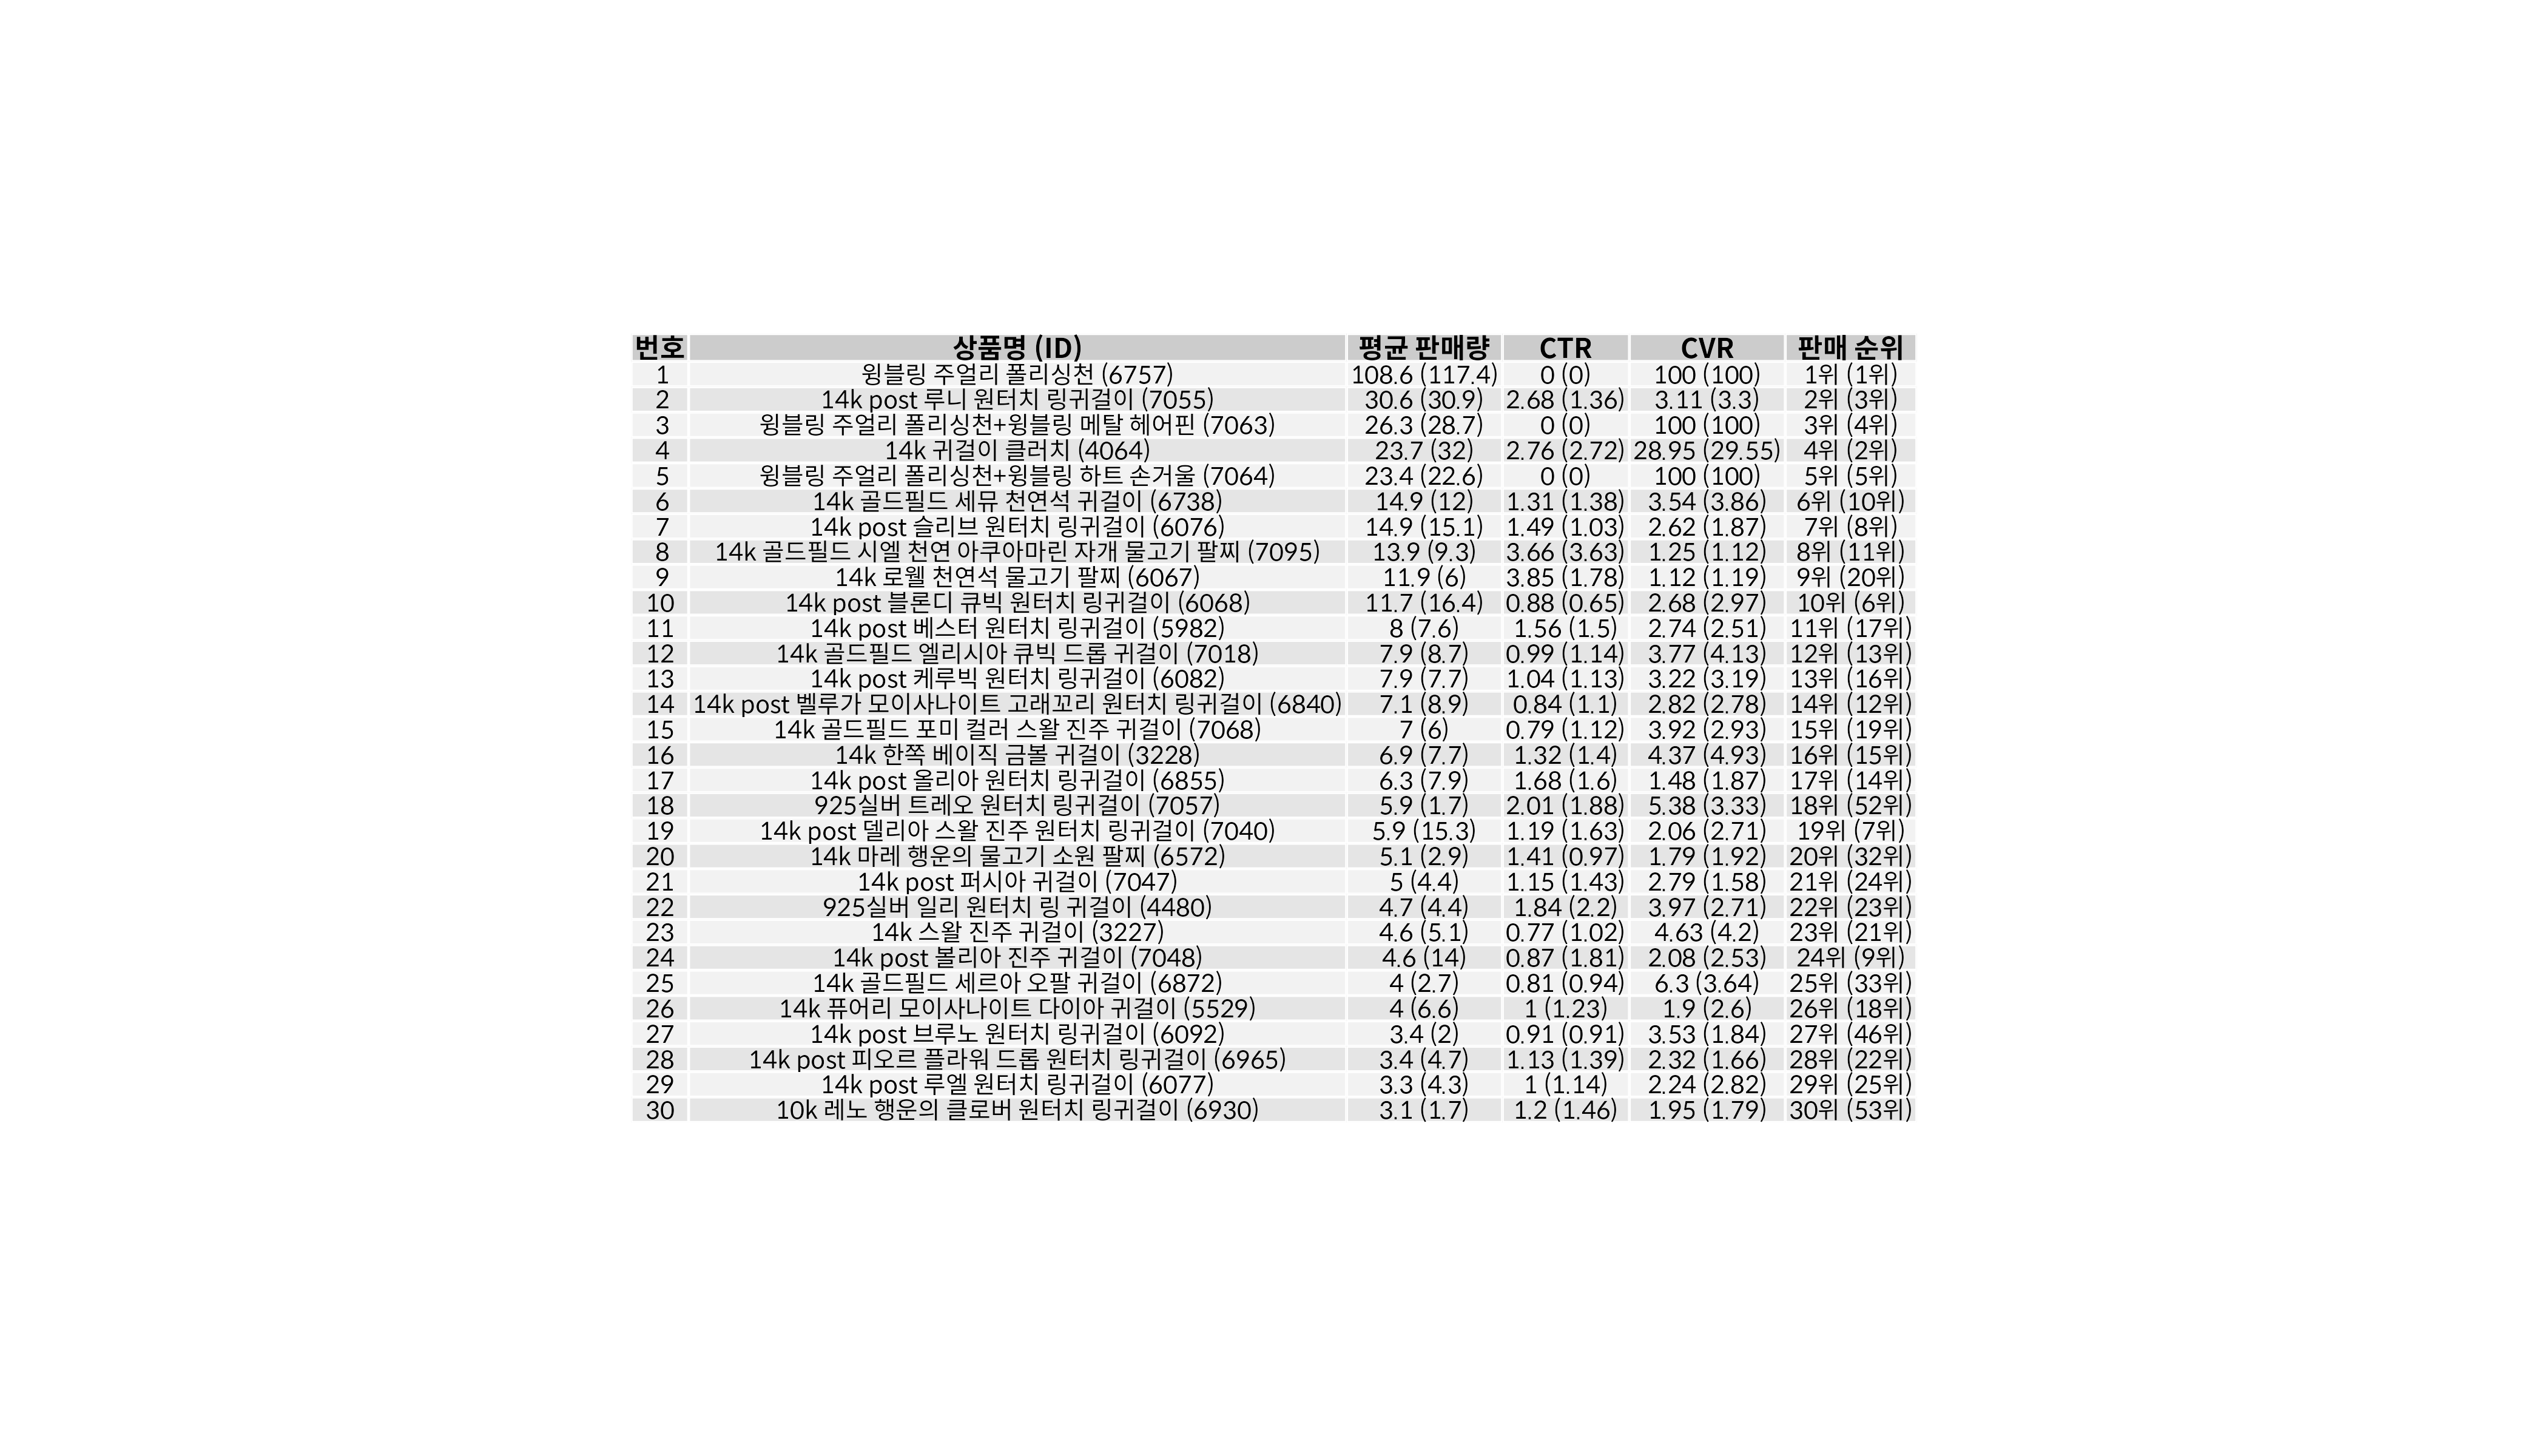 번호 상품명 (ID) 평균 판매량 CTR CVR 판매 순위
1 윙블링 주얼리 폴리싱천 (6757) 108.6 (117.4) 0 (0) 100 (100) 1위 (1위)
2 14k post 루니 원터치 링귀걸이 (7055) 30.6 (30.9) 2.68 (1.36) 3.11 (3.3) 2위 (3위)
3 윙블링 주얼리 폴리싱천+윙블링 메탈 헤어핀 (7063) 26.3 (28.7) 0 (0) 100 (100) 3위 (4위)
4 14k 귀걸이 클러치 (4064) 23.7 (32) 2.76 (2.72) 28.95 (29.55) 4위 (2위)
5 윙블링 주얼리 폴리싱천+윙블링 하트 손거울 (7064) 23.4 (22.6) 0 (0) 100 (100) 5위 (5위)
6 14k 골드필드 세뮤 천연석 귀걸이 (6738) 14.9 (12) 1.31 (1.38) 3.54 (3.86) 6위 (10위)
7 14k post 슬리브 원터치 링귀걸이 (6076) 14.9 (15.1) 1.49 (1.03) 2.62 (1.87) 7위 (8위)
8 14k 골드필드 시엘 천연 아쿠아마린 자개 물고기 팔찌 (7095) 13.9 (9.3) 3.66 (3.63) 1.25 (1.12) 8위 (11위)
9 14k 로웰 천연석 물고기 팔찌 (6067) 11.9 (6) 3.85 (1.78) 1.12 (1.19) 9위 (20위)
10 14k post 블론디 큐빅 원터치 링귀걸이 (6068) 11.7 (16.4) 0.88 (0.65) 2.68 (2.97) 10위 (6위)
11 14k post 베스터 원터치 링귀걸이 (5982) 8 (7.6) 1.56 (1.5) 2.74 (2.51) 11위 (17위)
12 14k 골드필드 엘리시아 큐빅 드롭 귀걸이 (7018) 7.9 (8.7) 0.99 (1.14) 3.77 (4.13) 12위 (13위)
13 14k post 케루빅 원터치 링귀걸이 (6082) 7.9 (7.7) 1.04 (1.13) 3.22 (3.19) 13위 (16위)
14 14k post 벨루가 모이사나이트 고래꼬리 원터치 링귀걸이 (6840) 7.1 (8.9) 0.84 (1.1) 2.82 (2.78) 14위 (12위)
15 14k 골드필드 포미 컬러 스왈 진주 귀걸이 (7068) 7 (6) 0.79 (1.12) 3.92 (2.93) 15위 (19위)
16 14k 한쪽 베이직 금볼 귀걸이 (3228) 6.9 (7.7) 1.32 (1.4) 4.37 (4.93) 16위 (15위)
17 14k post 올리아 원터치 링귀걸이 (6855) 6.3 (7.9) 1.68 (1.6) 1.48 (1.87) 17위 (14위)
18 925실버 트레오 원터치 링귀걸이 (7057) 5.9 (1.7) 2.01 (1.88) 5.38 (3.33) 18위 (52위)
19 14k post 델리아 스왈 진주 원터치 링귀걸이 (7040) 5.9 (15.3) 1.19 (1.63) 2.06 (2.71) 19위 (7위)
20 14k 마레 행운의 물고기 소원 팔찌 (6572) 5.1 (2.9) 1.41 (0.97) 1.79 (1.92) 20위 (32위)
21 14k post 퍼시아 귀걸이 (7047) 5 (4.4) 1.15 (1.43) 2.79 (1.58) 21위 (24위)
22 925실버 일리 원터치 링 귀걸이 (4480) 4.7 (4.4) 1.84 (2.2) 3.97 (2.71) 22위 (23위)
23 14k 스왈 진주 귀걸이 (3227) 4.6 (5.1) 0.77 (1.02) 4.63 (4.2) 23위 (21위)
24 14k post 볼리아 진주 귀걸이 (7048) 4.6 (14) 0.87 (1.81) 2.08 (2.53) 24위 (9위)
25 14k 골드필드 세르아 오팔 귀걸이 (6872) 4 (2.7) 0.81 (0.94) 6.3 (3.64) 25위 (33위)
26 14k 퓨어리 모이사나이트 다이아 귀걸이 (5529) 4 (6.6) 1 (1.23) 1.9 (2.6) 26위 (18위)
27 14k post 브루노 원터치 링귀걸이 (6092) 3.4 (2) 0.91 (0.91) 3.53 (1.84) 27위 (46위)
28 14k post 피오르 플라워 드롭 원터치 링귀걸이 (6965) 3.4 (4.7) 1.13 (1.39) 2.32 (1.66) 28위 (22위)
29 14k post 루엘 원터치 링귀걸이 (6077) 3.3 (4.3) 1 (1.14) 2.24 (2.82) 29위 (25위)
30 10k 레노 행운의 클로버 원터치 링귀걸이 (6930) 3.1 (1.7) 1.2 (1.46) 1.95 (1.79) 30위 (53위)